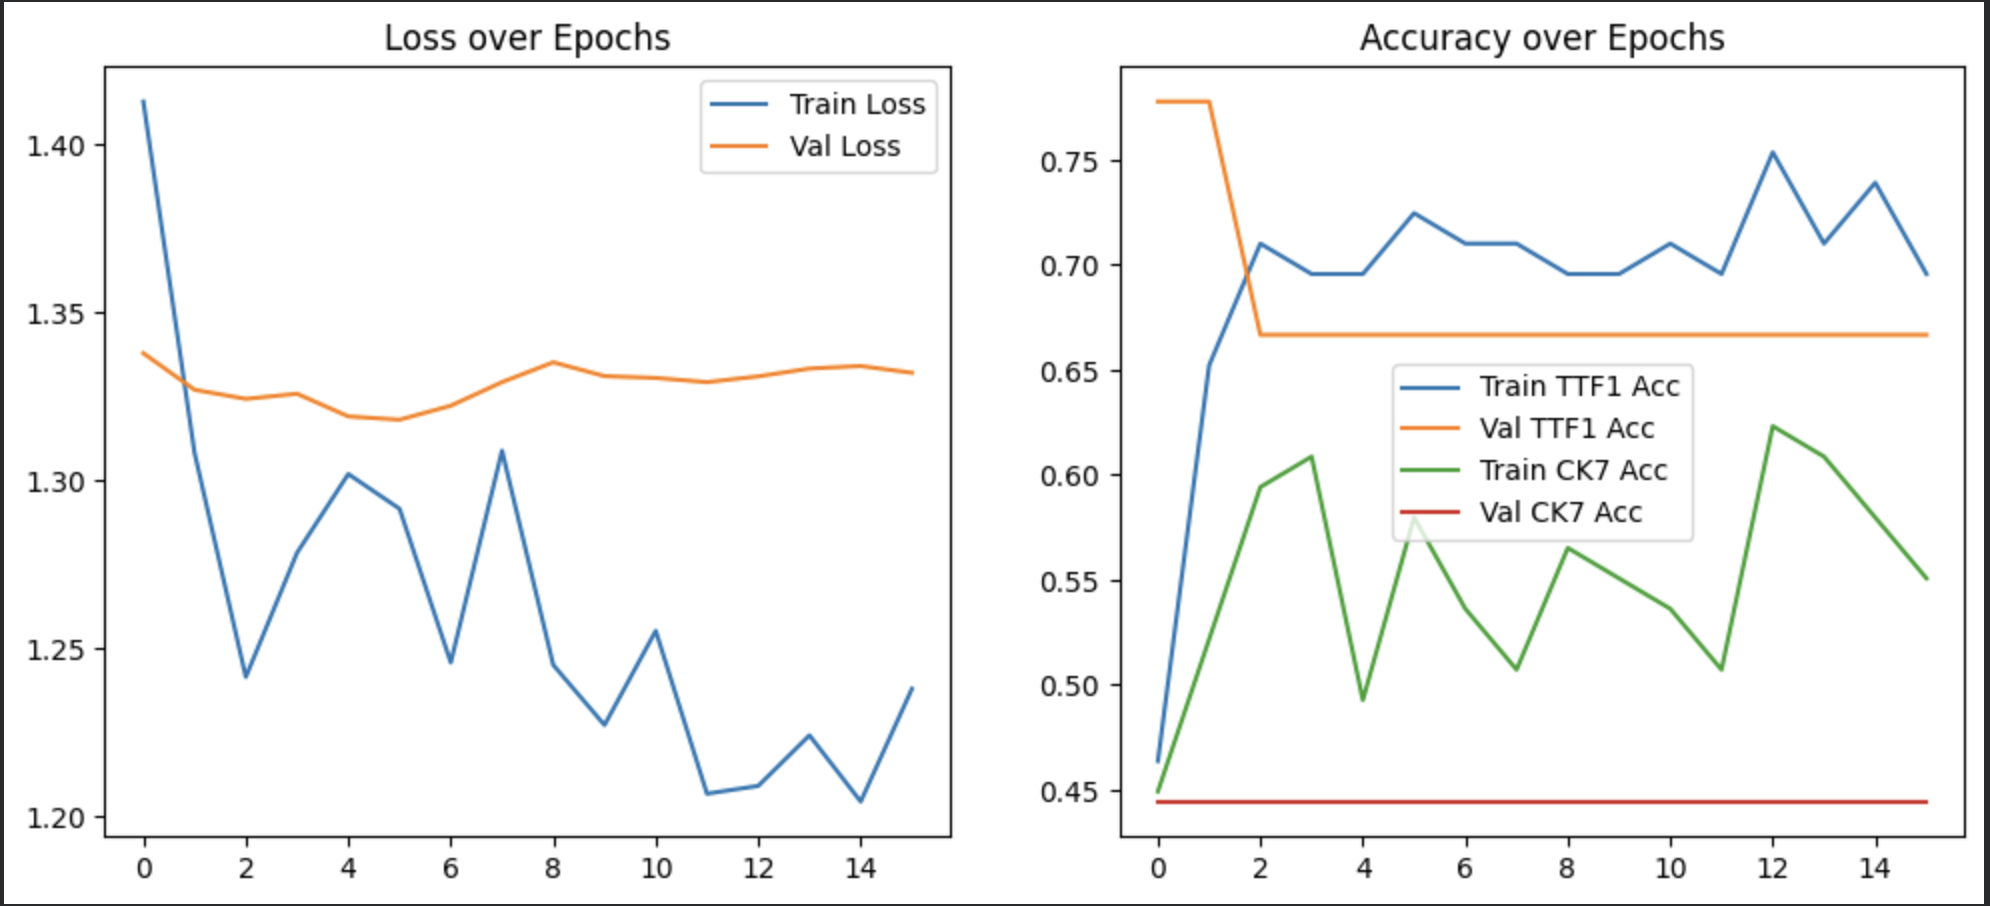 Loss over Epochs
Train Loss
Val Loss
1.40
1.35
1.30
1.25
1.20
0 2 4 6 8 10 12 14
Accuracy over Epochs
0.75
0.70
0.65
0.60
0.55
0.50
0.45
Train TTF1 Acc
Val TTF1 Acc
Train CK7 Acc
Val CK7 Acc
0 2 4 6 8 10 12 14